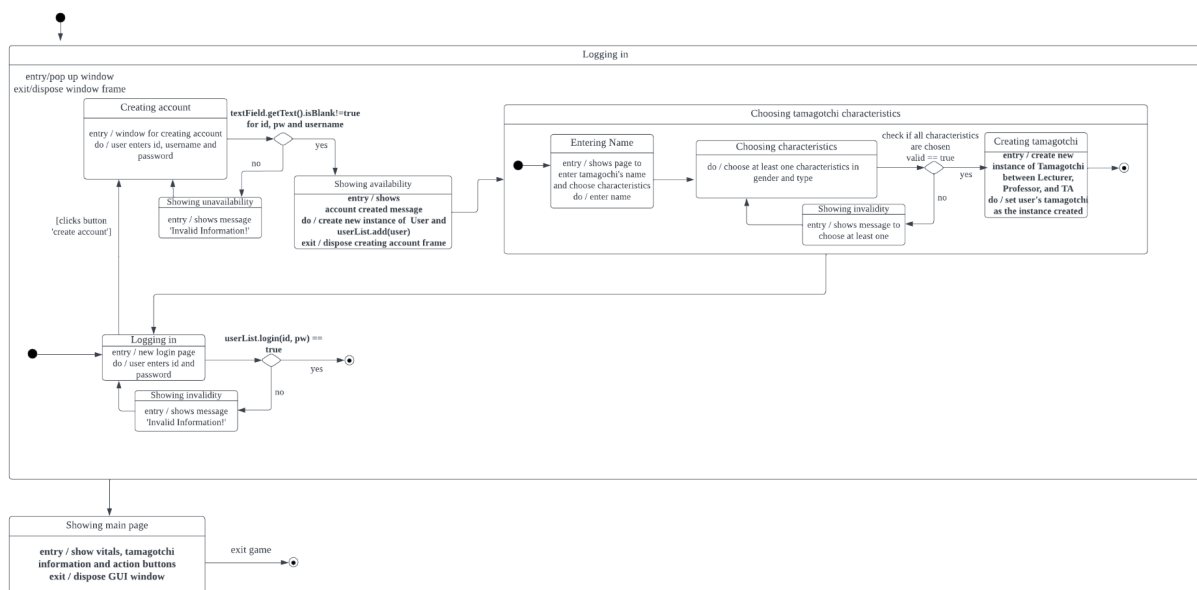 Logging in
entry/pop up window
exit/dispose window frame
Creating account
entry / window for creating account
do / user enters id, username and
password
textField.getText().isBlank!=true
for id, pw and username
yes
no
Showing unavailability
entry / shows message
'Invalid Information!'
Showing availability
entry / shows
account created message
do / create new instance of User and
userList.add(user)
exit / dispose creating account frame
Choosing tamagotchi characteristics
Entering Name
entry / shows page to
enter tamagochi's name
and choose characteristics
do / enter name
Choosing characteristics
do / choose at least one characteristics in
gender and type
check if all characteristics
are chosen
valid == true
yes
no
Showing invalidity
entry / shows message to
choose at least one
Creating tamagotchi
entry / create new
instance of Tamagotchi
between Lecturer,
Professor, and TA
do / set user's tamagotchi
as the instance created
[clicks button
'create account']
Logging in
entry / new login page
do / user enters id and
password
userList.login(id, pw) ==
true
yes
no
Showing invalidity
entry / shows message
'Invalid Information!'
Showing main page
entry / show vitals, tamagotchi
information and action buttons
exit / dispose GUI window
exit game